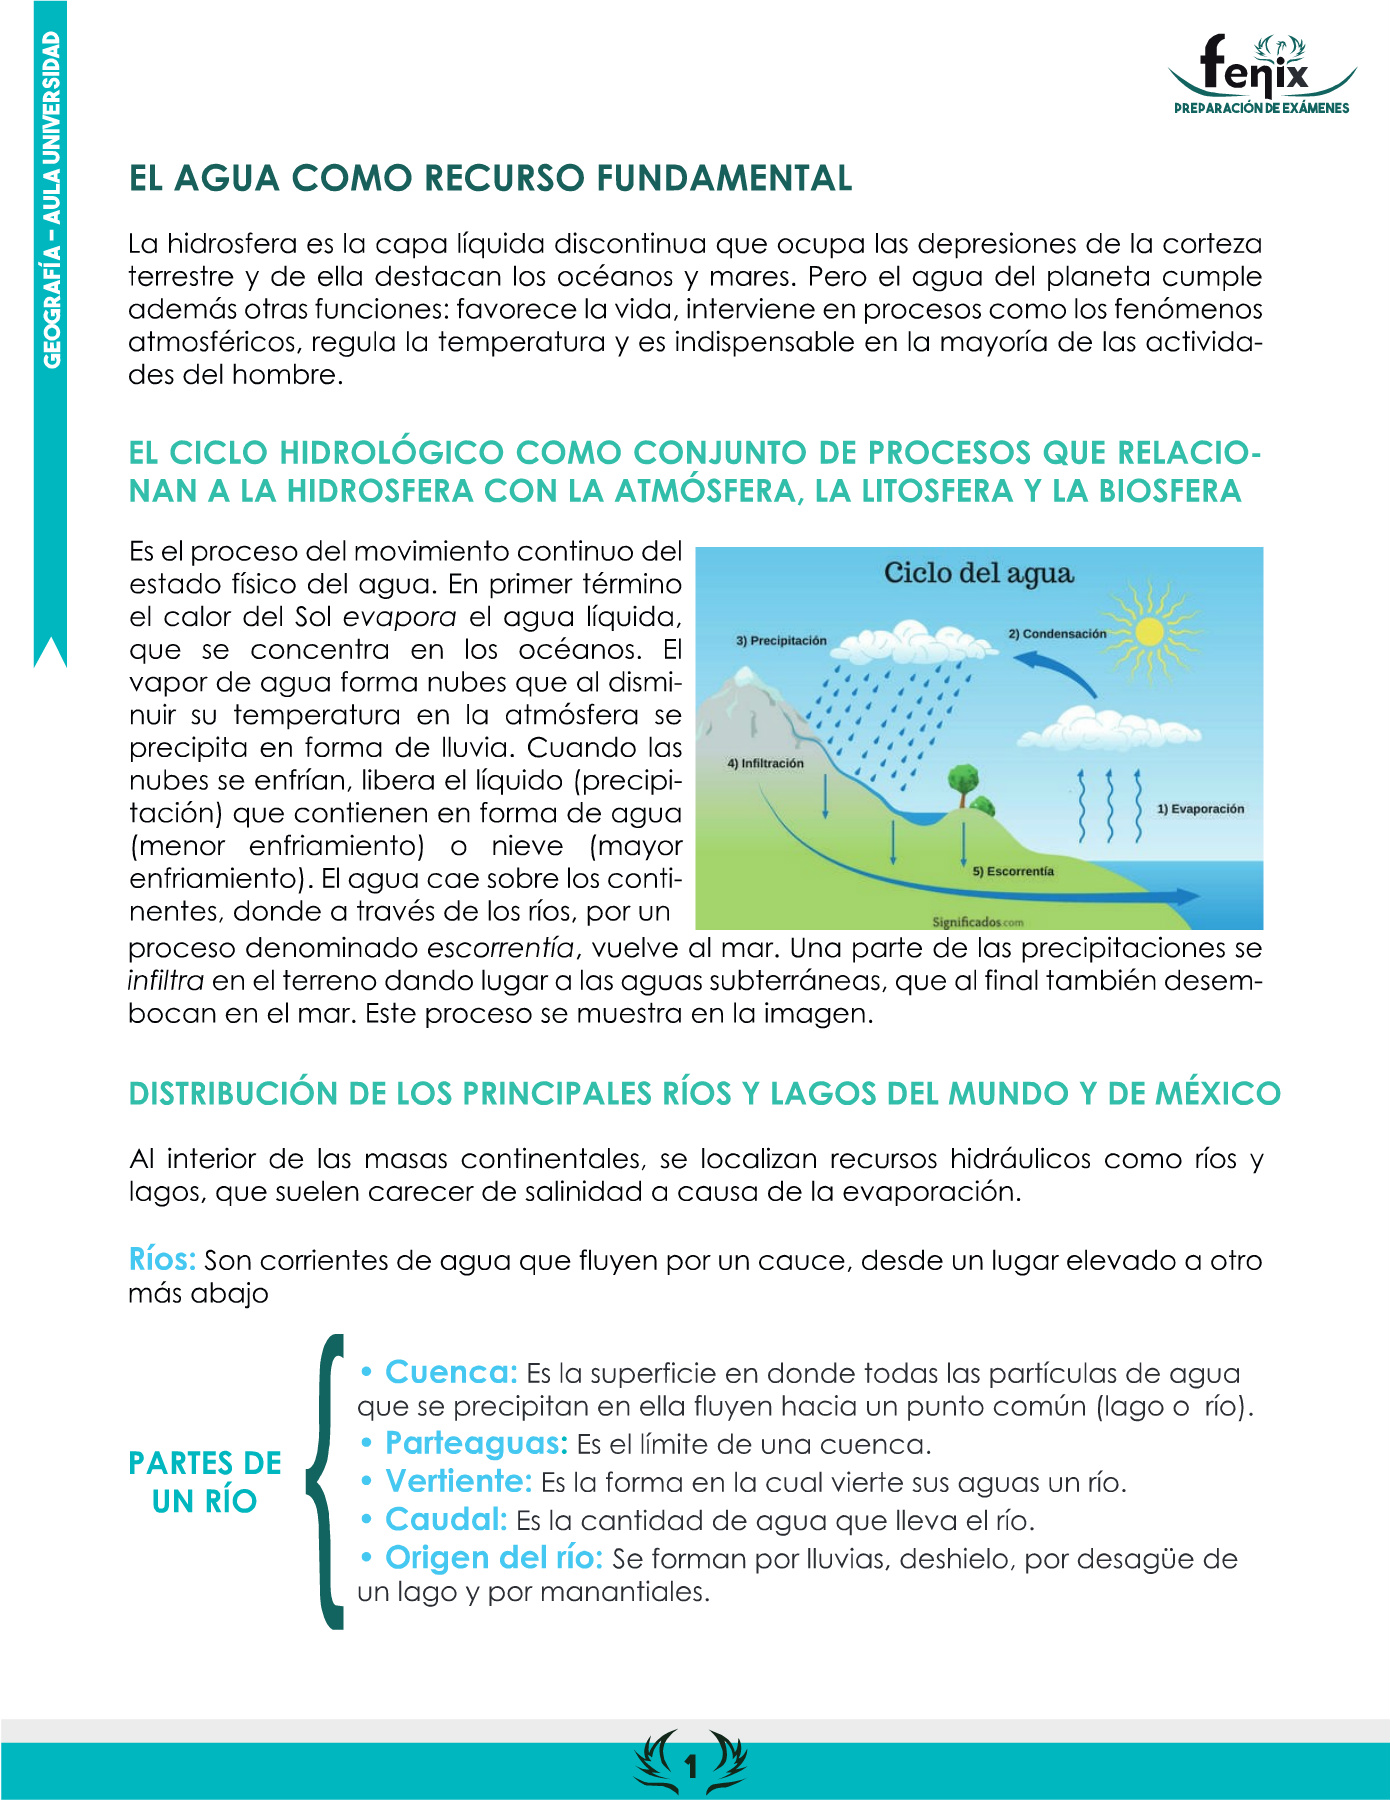 GEOGRAFÍA – AULA UNIVERSIDAD
fenix
PREPARACIÓN DE EXÁMENES
EL AGUA COMO RECURSO FUNDAMENTAL
La hidrosfera es la capa líquida discontinua que ocupa las depresiones de la corteza
terrestre y de ella destacan los océanos y mares. Pero el agua del planeta cumple
además otras funciones: favorece la vida, interviene en procesos como los fenómenos
atmosféricos, regula la temperatura y es indispensable en la mayoría de las activida-
des del hombre.
EL CICLO HIDROLÓGICO COMO CONJUNTO DE PROCESOS QUE RELACIO-
NAN A LA HIDROSFERA CON LA ATMÓSFERA, LA LITOSFERA Y LA BIOSFERA
Es el proceso del movimiento continuo del
estado físico del agua. En primer término
el calor del Sol evapora el agua líquida,
que se concentra en los océanos. El
vapor de agua forma nubes que al dismi-
nuir su temperatura en la atmósfera se
precipita en forma de lluvia. Cuando las
nubes se enfrían, libera el líquido (precipi-
tación) que contienen en forma de agua
(menor enfriamiento) o nieve (mayor
enfriamiento). El agua cae sobre los conti-
nentes, donde a través de los ríos, por un
Ciclo del agua
3) Precipitación
2) Condensación
4) Infiltración
1) Evaporación
5) Escorrentía
Significados.com
proceso denominado escorrentía, vuelve al mar. Una parte de las precipitaciones se
infiltra en el terreno dando lugar a las aguas subterráneas, que al final también desem-
bocan en el mar. Este proceso se muestra en la imagen.
DISTRIBUCIÓN DE LOS PRINCIPALES RÍOS Y LAGOS DEL MUNDO Y DE MÉXICO
Al interior de las masas continentales, se localizan recursos hidráulicos como ríos y
lagos, que suelen carecer de salinidad a causa de la evaporación.
Ríos: Son corrientes de agua que fluyen por un cauce, desde un lugar elevado a otro
más abajo
PARTES DE
UN RÍO
• Cuenca: Es la superficie en donde todas las partículas de agua
que se precipitan en ella fluyen hacia un punto común (lago o río).
• Parteaguas: Es el límite de una cuenca.
• Vertiente: Es la forma en la cual vierte sus aguas un río.
• Caudal: Es la cantidad de agua que lleva el río.
• Origen del río: Se forman por lluvias, deshielo, por desagüe de
un lago y por manantiales.
1